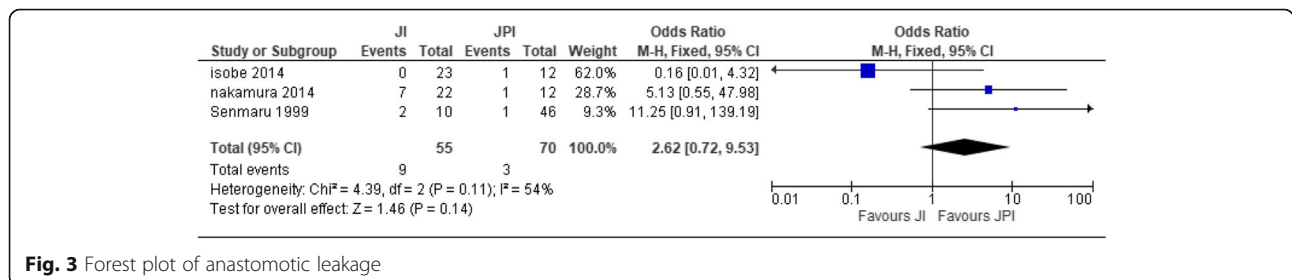 JI JPI Odds Ratio Odds Ratio
Study or Subgroup Events Total Events Total Weight M-H, Fixed, 95% CI M-H, Fixed, 95% CI
isobe 2014 0 23 1 12 62.0% 0.16 [0.01, 4.32]
nakamura 2014 7 22 1 12 28.7% 5.13 [0.55, 47.98]
Senmaru 1999 2 10 1 46 9.3% 11.25 [0.91, 139.19]
Total (95% CI) 55 70 100.0% 2.62 [0.72, 9.53]
Total events 9 3
Heterogeneity: Chi² = 4.39, df = 2 (P = 0.11); I² = 54%
Test for overall effect: Z = 1.46 (P = 0.14)
0.01 0.1 1 10 100
Favours JI Favours JPI
Fig. 3 Forest plot of anastomotic leakage